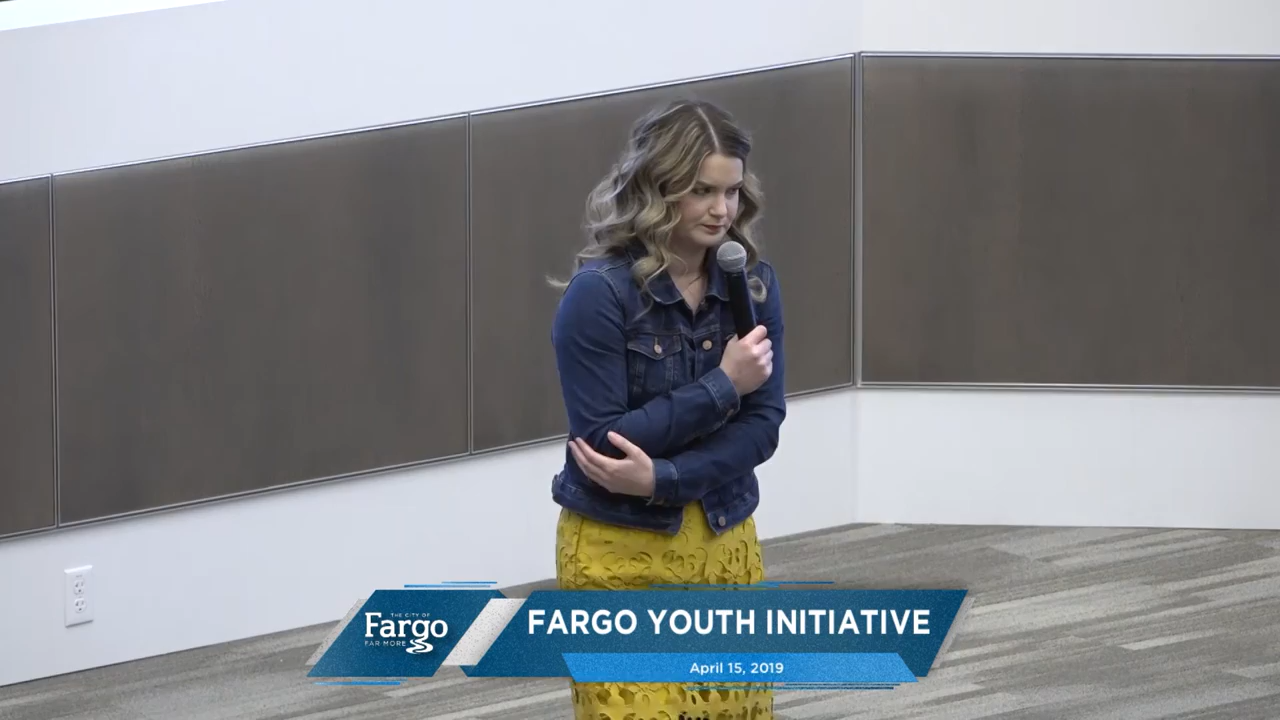 THE CITY OF
Fargo
FAR MORE
FARGO YOUTH INITIATIVE
April 15, 2019